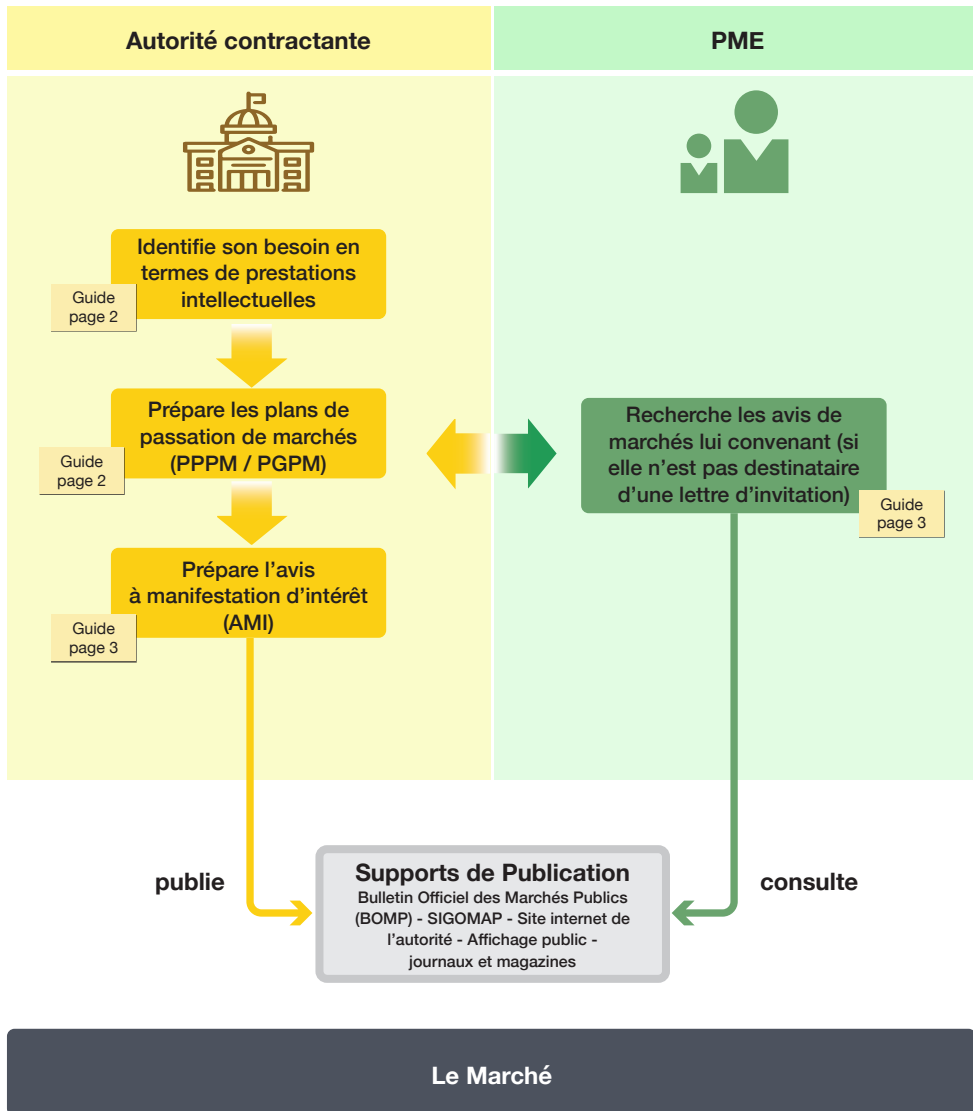 Autorité contractante
PME
Identifie son besoin en
termes de prestations
intellectuelles
Guide
page 2
Prépare les plans de
passation de marchés
(PPPM / PGPM)
Guide
page 2
Recherche les avis de
marchés lui convenant (si
elle n'est pas destinataire
d'une lettre d'invitation)
Guide
page 3
Prépare l'avis
à manifestation d'intérêt
(AMI)
Guide
page 3
publie
Supports de Publication
Bulletin Officiel des Marchés Publics
(BOMP) - SIGOMAP - Site internet de
l'autorité - Affichage public -
journaux et magazines
consulte
Le Marché